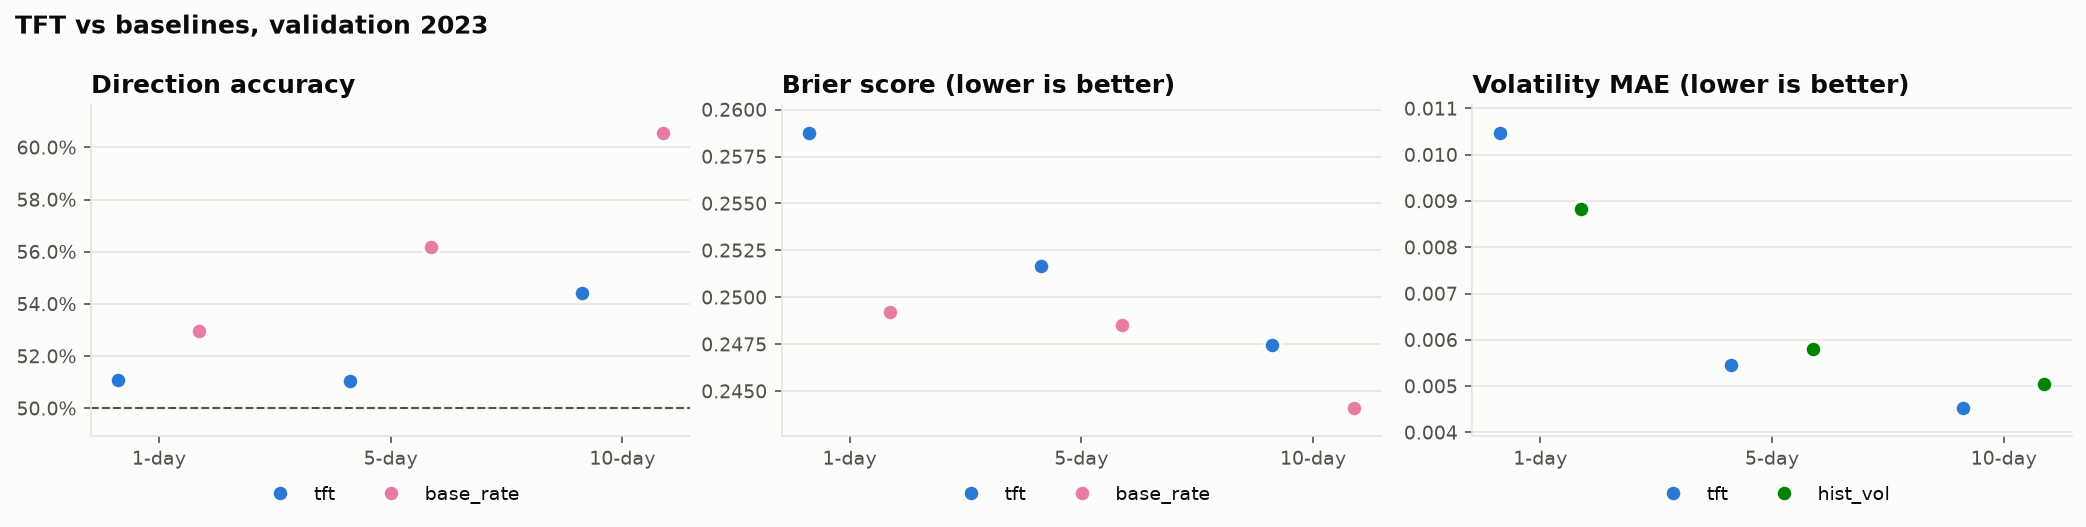 TFT vs baselines, validation 2023
Direction accuracy
60.0%
58.0%
56.0%
54.0%
52.0%
50.0%
1-day 5-day 10-day
tft base_rate
Brier score (lower is better)
0.2600
0.2575
0.2550
0.2525
0.2500
0.2475
0.2450
1-day 5-day 10-day
tft base_rate
Volatility MAE (lower is better)
0.011
0.010
0.009
0.008
0.007
0.006
0.005
0.004
1-day 5-day 10-day
tft hist_vol